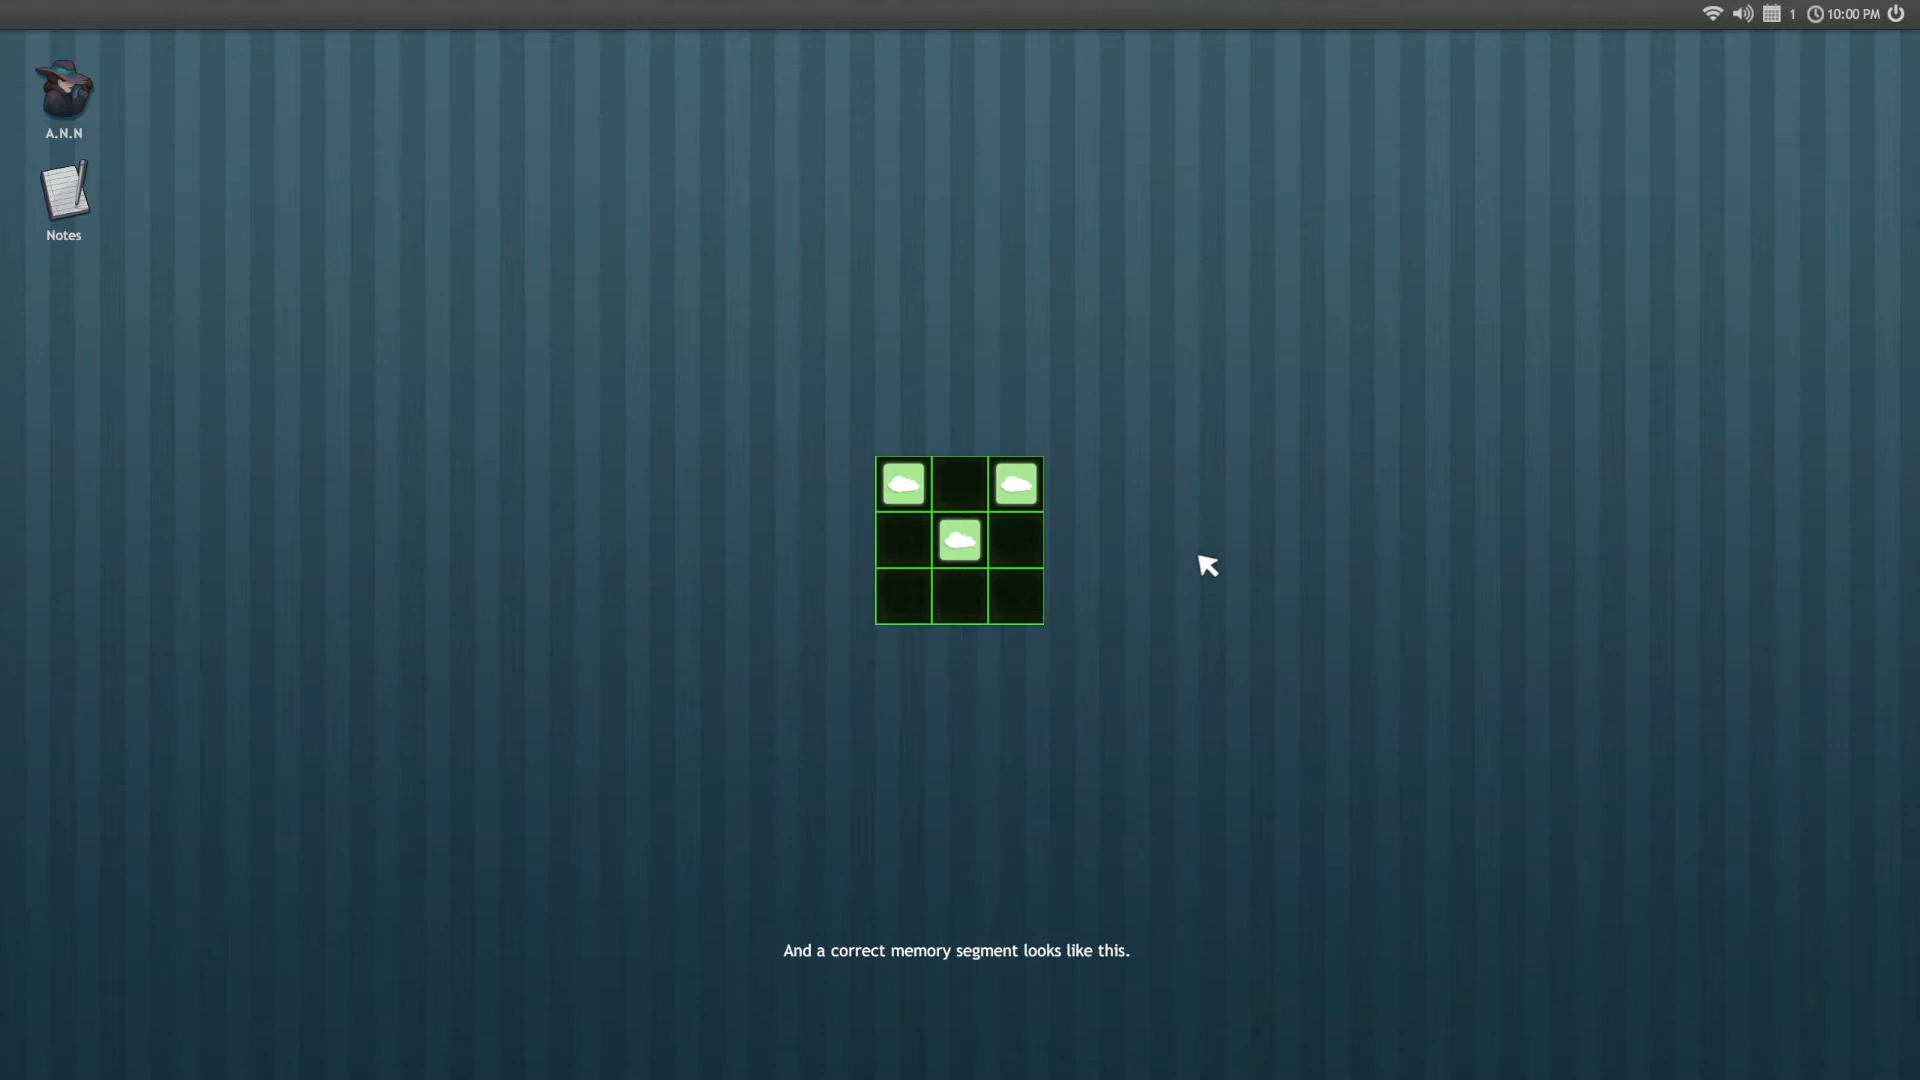 1 10:00 PM
A.N.N
Notes
And a correct memory segment looks like this.